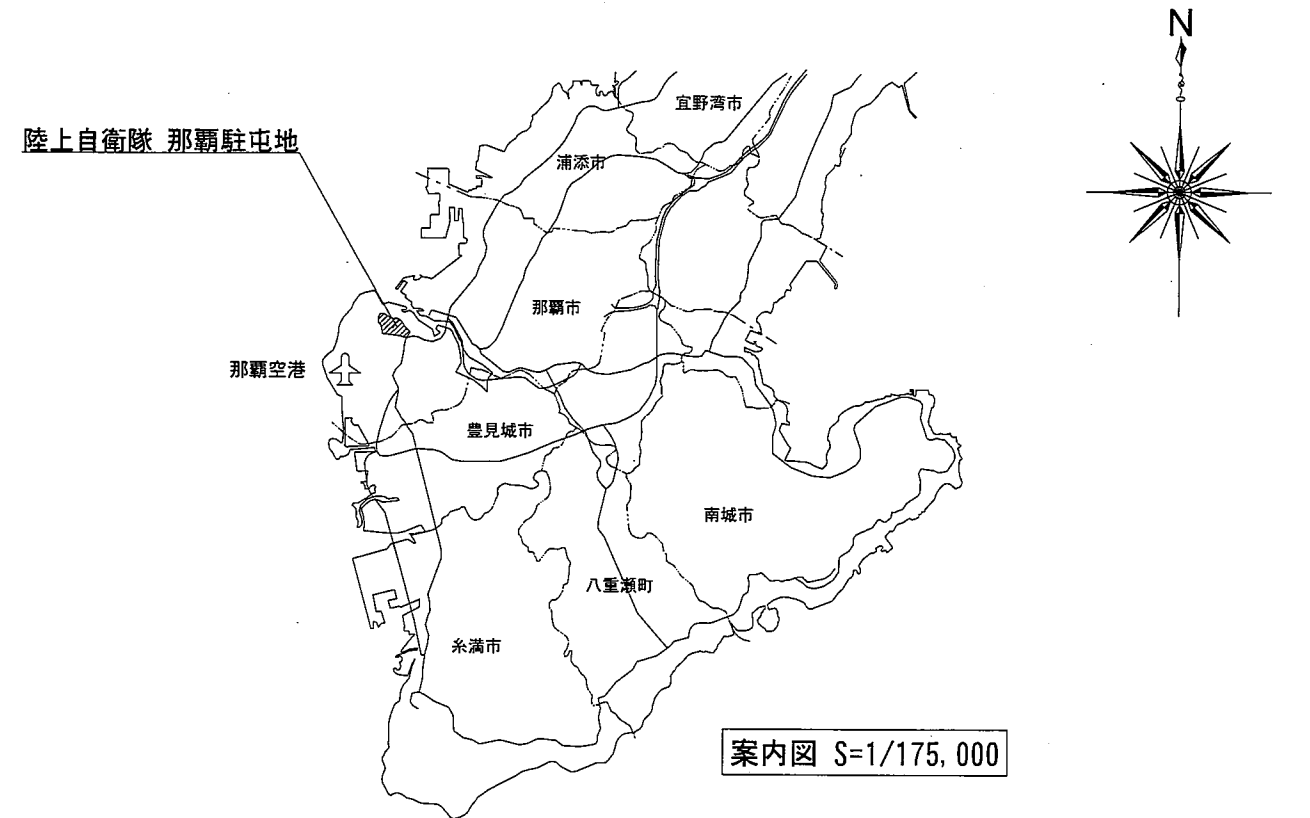 N
宜野湾市
陸上自衛隊 那覇駐屯地
浦添市
那覇市
那覇空港
豊見城市
南城市
八重瀬町
糸満市
案内図 S=1/175,000